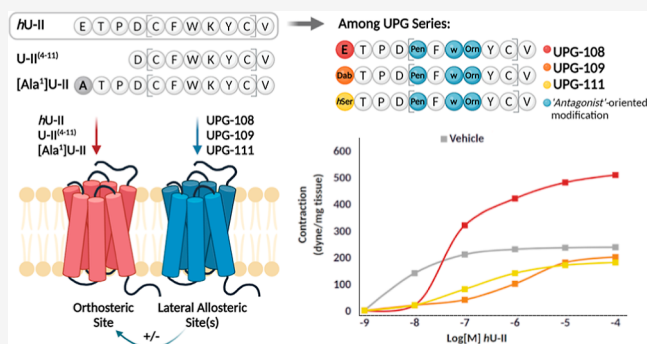 hU-II E T P D C F W K Y C V
U-II(4-11) D C F W K Y C V
[Ala1]U-II A T P D C F W K Y C V
hU-II
U-II(4-11)
[Ala1]U-II
UPG-108
UPG-109
UPG-111
Orthosteric
Site
Lateral Allosteric
Site(s)
+/-
Among UPG Series:
E T P D Pen F w Orn Y C V
Dab T P D Pen F w Orn Y C V
hSer T P D Pen F w Orn Y C V
UPG-108
UPG-109
UPG-111
'Antagonist'-oriented
modification
Vehicle
Contraction
(dyne/mg tissue)
600
500
400
300
200
100
0
-9 -8 -7 -6 -5 -4
Log[M] hU-II